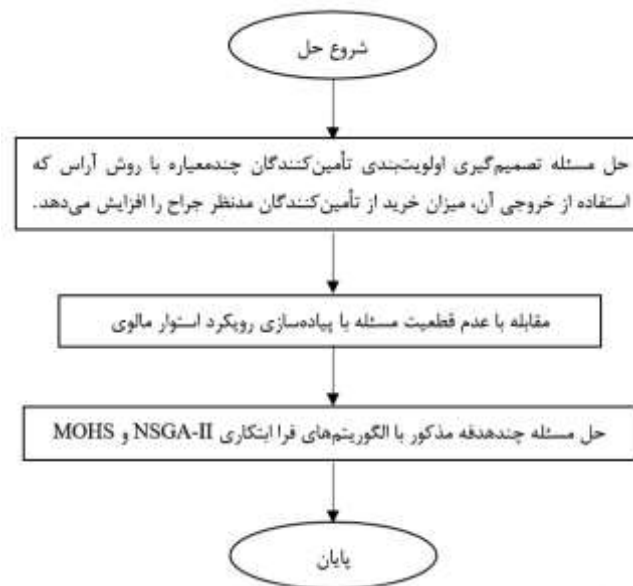 شروع حل
حل مسئله تصمیم‌گیری اولویت‌بندی تأمین‌کنندگان چندمعیاره با روش آراس که
استفاده از خروجی آن، میزان خرید از تأمین‌کنندگان مدنظر جراح را افزایش می‌دهد.
مقابله با عدم قطعیت مسئله با پیاده‌سازی رویکرد استوار مالوی
حل مسئله چندهدفه مذکور با الگوریتم‌های فرا ابتکاری NSGA-II و MOHS
پایان